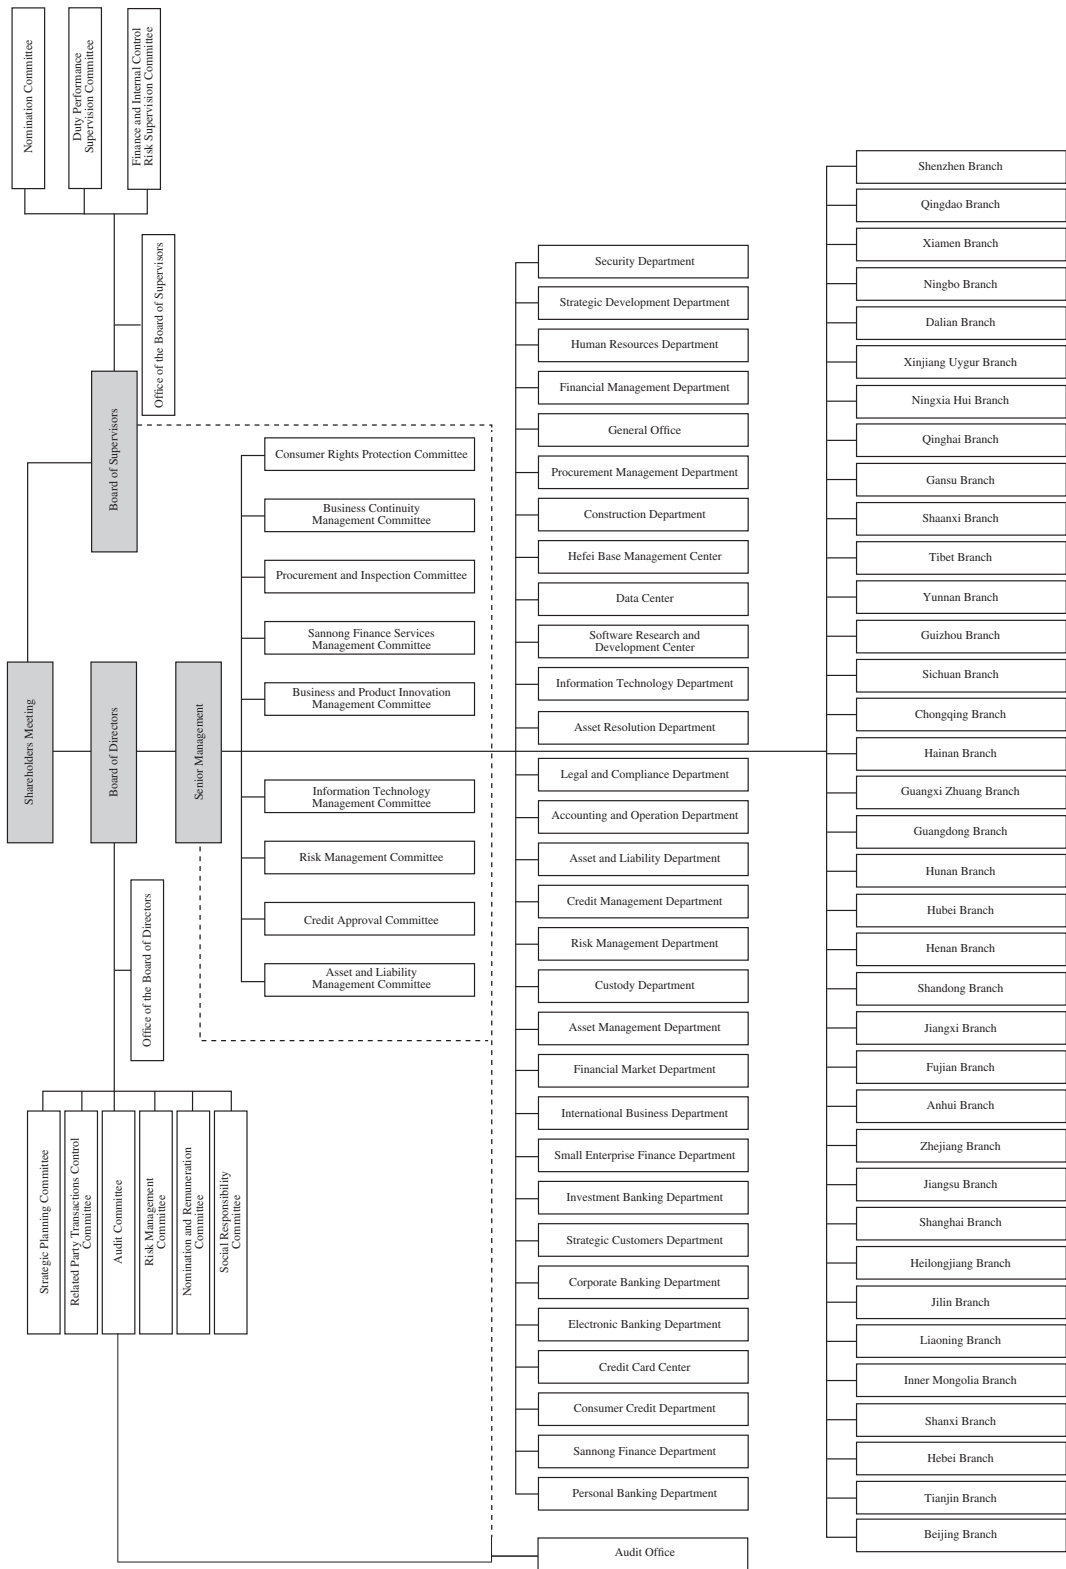 Nomination Committee
Duty Performance
Supervision Committee
Finance and Internal Control
Risk Supervision Committee
Office of the Board of Supervisors
Board of Supervisors
Shareholders Meeting
Board of Directors
Senior Management
Office of the Board of Directors
Strategic Planning Committee
Related Party Transactions Control
Committee
Audit Committee
Risk Management
Committee
Nomination and Remuneration
Committee
Social Responsibility
Committee
Consumer Rights Protection Committee
Business Continuity
Management Committee
Procurement and Inspection Committee
Sannong Finance Services
Management Committee
Business and Product Innovation
Management Committee
Information Technology
Management Committee
Risk Management Committee
Credit Approval Committee
Asset and Liability
Management Committee
Security Department
Strategic Development Department
Human Resources Department
Financial Management Department
General Office
Procurement Management Department
Construction Department
Hefei Base Management Center
Data Center
Software Research and
Development Center
Information Technology Department
Asset Resolution Department
Legal and Compliance Department
Accounting and Operation Department
Asset and Liability Department
Credit Management Department
Risk Management Department
Custody Department
Asset Management Department
Financial Market Department
International Business Department
Small Enterprise Finance Department
Investment Banking Department
Strategic Customers Department
Corporate Banking Department
Electronic Banking Department
Credit Card Center
Consumer Credit Department
Sannong Finance Department
Personal Banking Department
Audit Office
Shenzhen Branch
Qingdao Branch
Xiamen Branch
Ningbo Branch
Dalian Branch
Xinjiang Uygur Branch
Ningxia Hui Branch
Qinghai Branch
Gansu Branch
Shaanxi Branch
Tibet Branch
Yunnan Branch
Guizhou Branch
Sichuan Branch
Chongqing Branch
Hainan Branch
Guangxi Zhuang Branch
Guangdong Branch
Hunan Branch
Hubei Branch
Henan Branch
Shandong Branch
Jiangxi Branch
Fujian Branch
Anhui Branch
Zhejiang Branch
Jiangsu Branch
Shanghai Branch
Heilongjiang Branch
Jilin Branch
Liaoning Branch
Inner Mongolia Branch
Shanxi Branch
Hebei Branch
Tianjin Branch
Beijing Branch